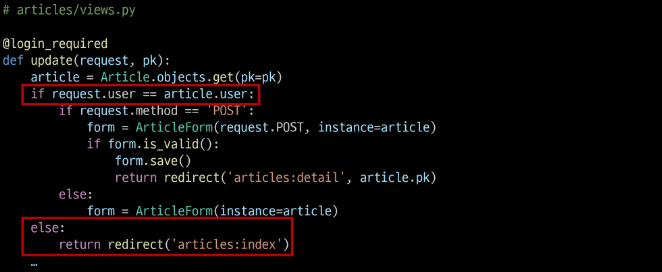 # articles/views.py

@login_required
def update(request, pk):
    article = Article.objects.get(pk=pk)
    if request.user == article.user:
        if request.method == 'POST':
            form = ArticleForm(request.POST, instance=article)
            if form.is_valid():
                form.save()
                return redirect('articles:detail', article.pk)
        else:
            form = ArticleForm(instance=article)
    else:
        return redirect('articles:index')
    …